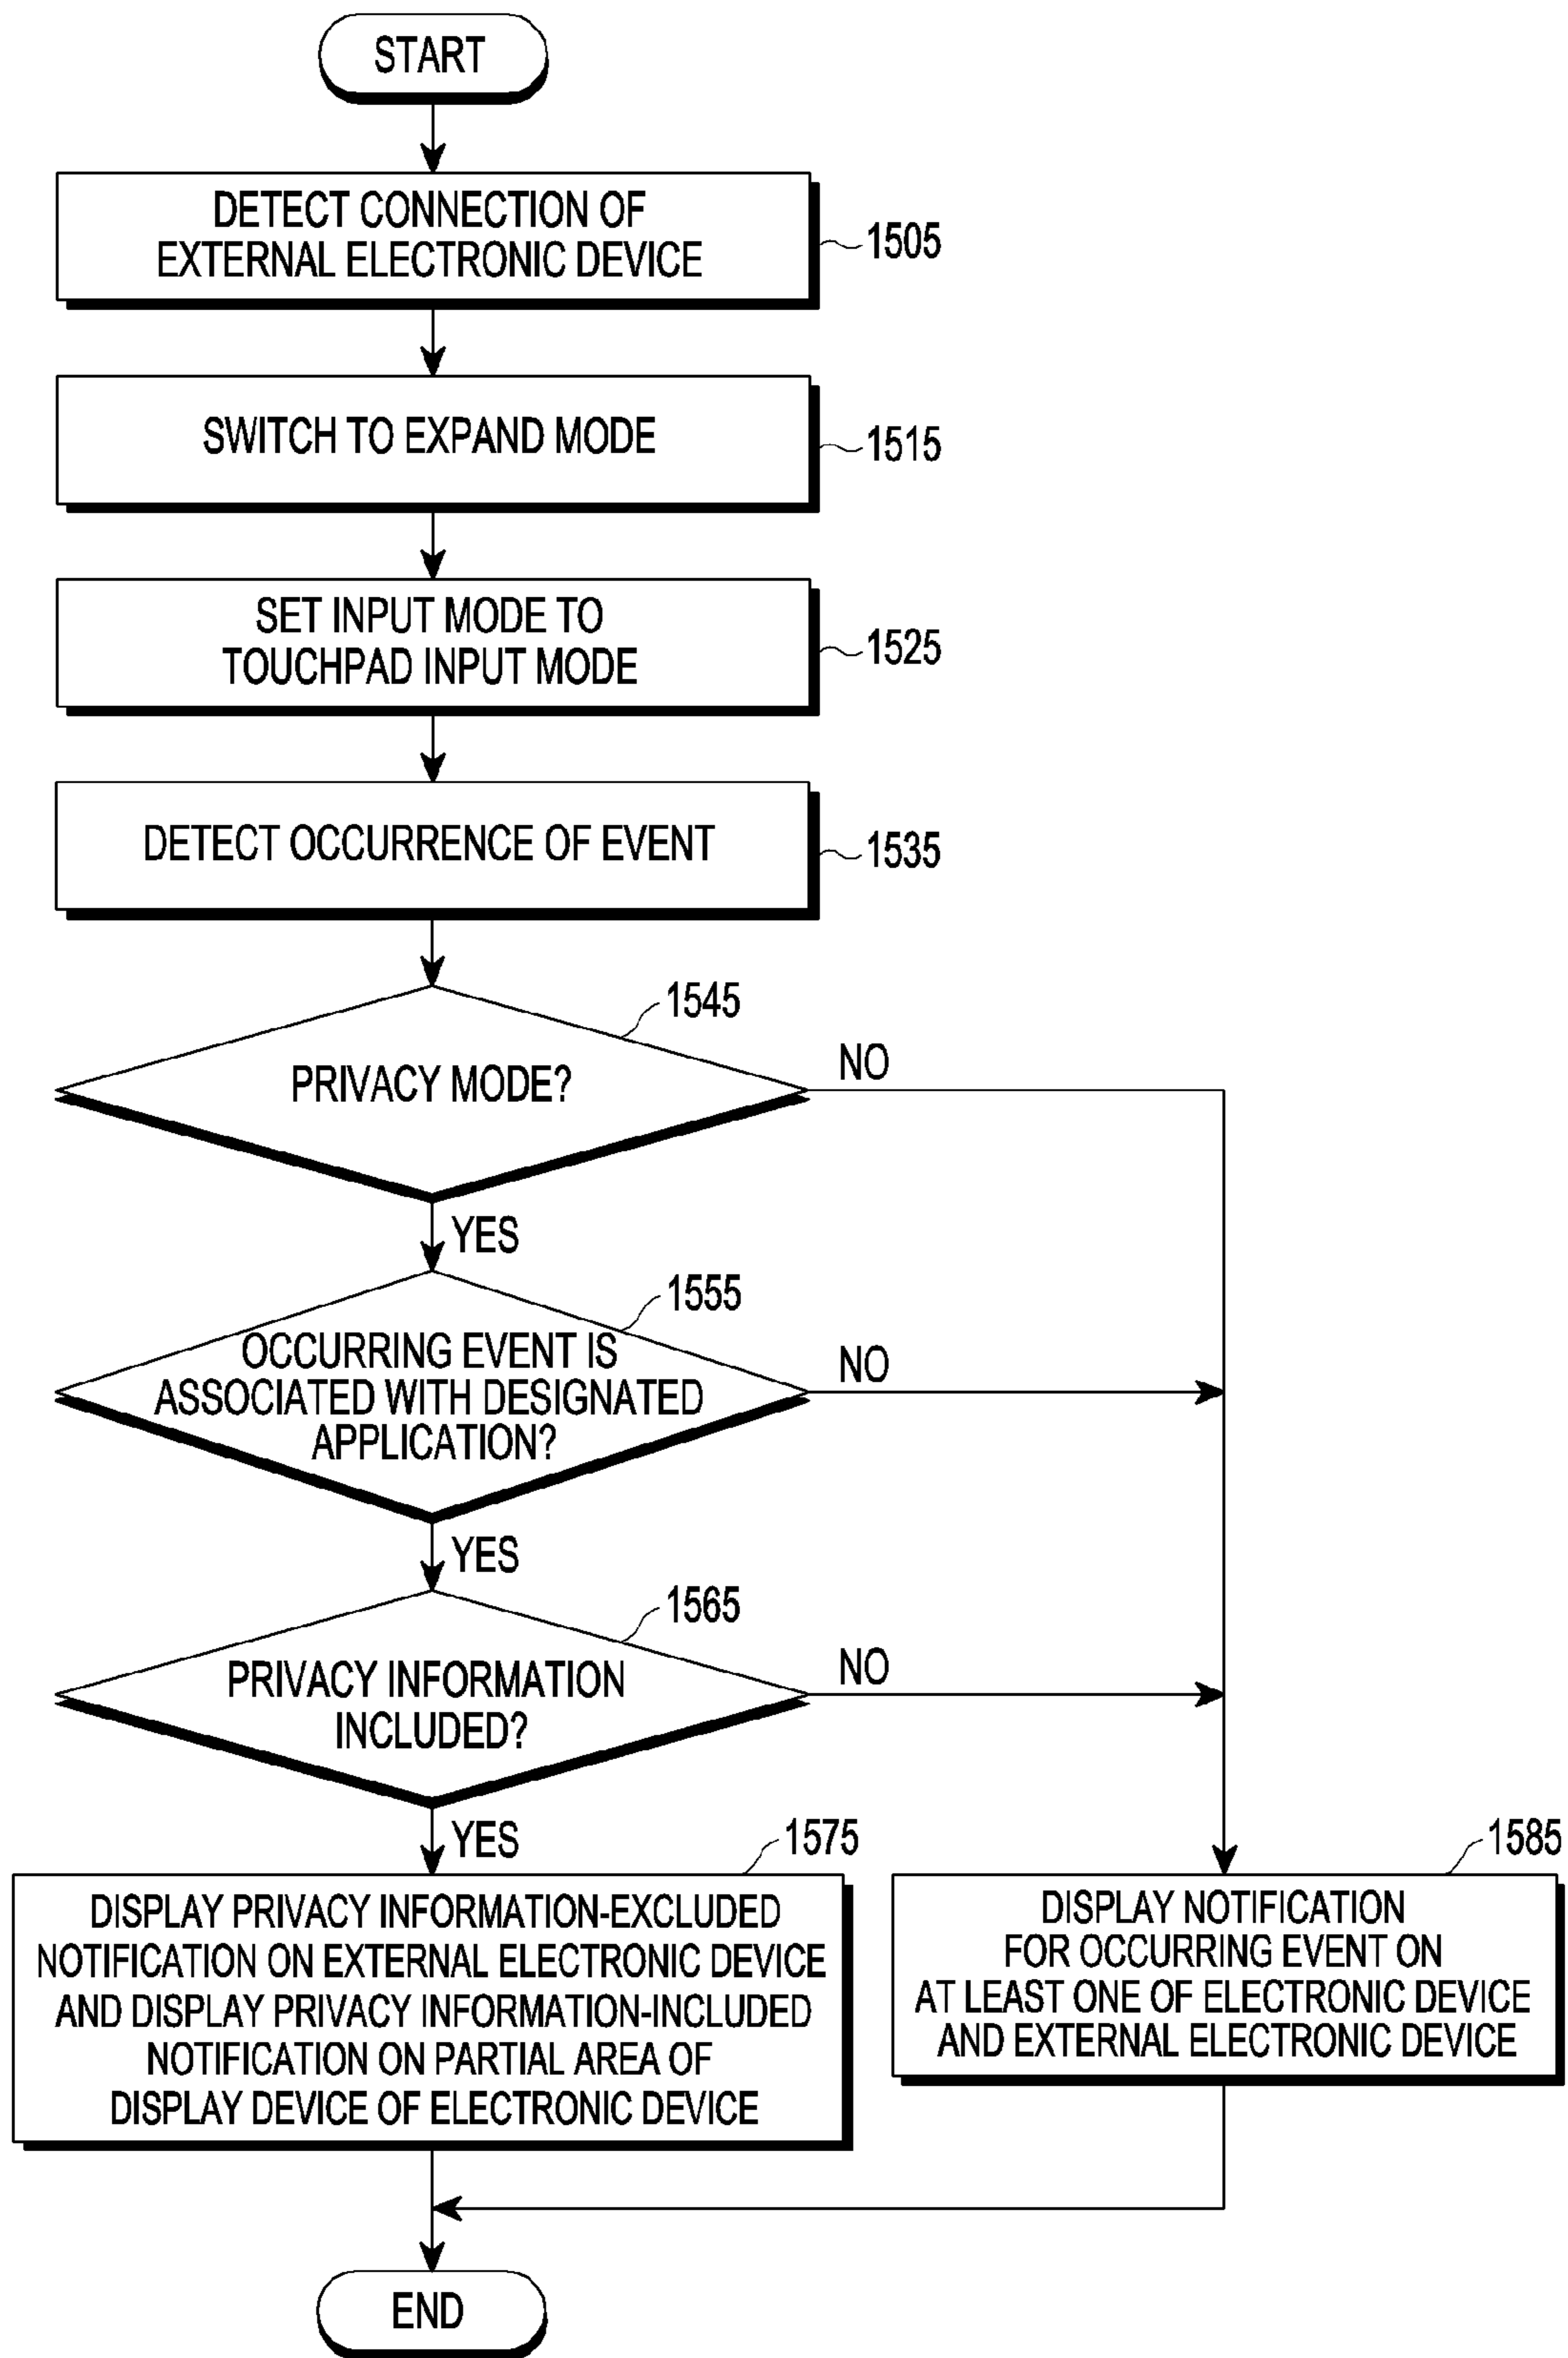 START
DETECT CONNECTION OF
EXTERNAL ELECTRONIC DEVICE
1505
SWITCH TO EXPAND MODE
1515
SET INPUT MODE TO
TOUCHPAD INPUT MODE
1525
DETECT OCCURRENCE OF EVENT
1535
1545
PRIVACY MODE?
NO
YES
1555
OCCURRING EVENT IS
ASSOCIATED WITH DESIGNATED
APPLICATION?
NO
YES
1565
PRIVACY INFORMATION
INCLUDED?
NO
YES
1575
DISPLAY PRIVACY INFORMATION-EXCLUDED
NOTIFICATION ON EXTERNAL ELECTRONIC DEVICE
AND DISPLAY PRIVACY INFORMATION-INCLUDED
NOTIFICATION ON PARTIAL AREA OF
DISPLAY DEVICE OF ELECTRONIC DEVICE
1585
DISPLAY NOTIFICATION
FOR OCCURRING EVENT ON
AT LEAST ONE OF ELECTRONIC DEVICE
AND EXTERNAL ELECTRONIC DEVICE
END